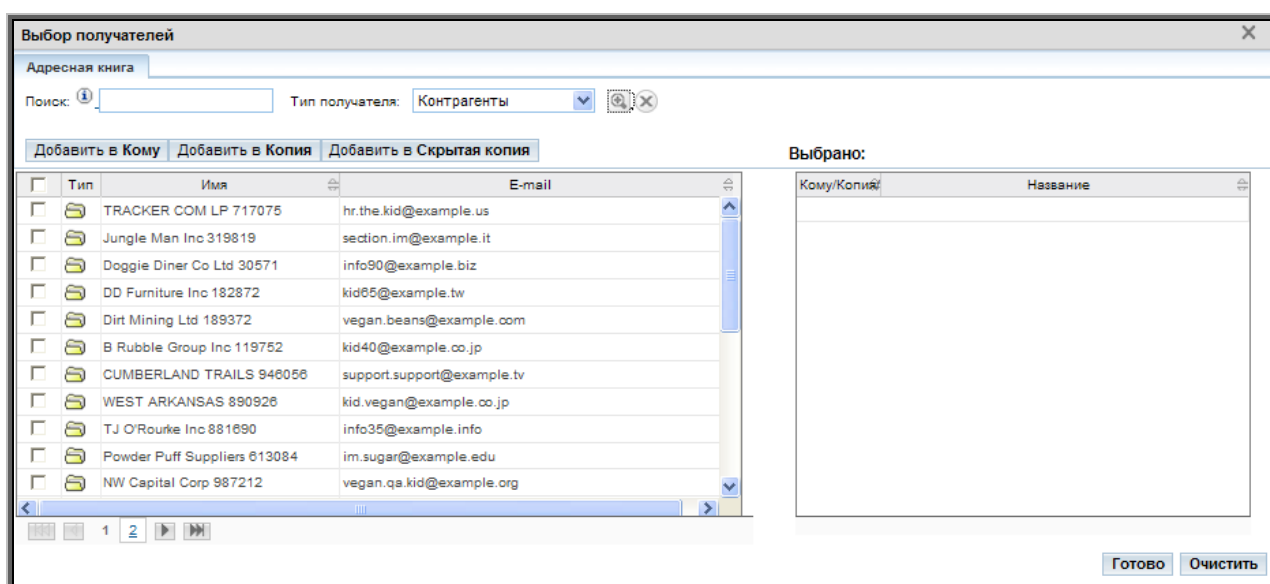 Выбор получателей
Адресная книга
Поиск: Тип получателя: Контрагенты
Добавить в Кому Добавить в Копия Добавить в Скрытая копия Выбрано:
Тип Имя E-mail Кому/Копия/ Название
TRACKER COM LP 717075 hr.the.kid@example.us
Jungle Man Inc 319819 section.im@example.it
Doggie Diner Co Ltd 30571 info90@example.biz
DD Furniture Inc 182872 kid65@example.tw
Dirt Mining Ltd 189372 vegan.beans@example.com
B Rubble Group Inc 119752 kid40@example.co.jp
CUMBERLAND TRAILS 946056 support.support@example.tv
WEST ARKANSAS 890926 kid.vegan@example.co.jp
TJ O'Rourke Inc 881690 info35@example.info
Powder Puff Suppliers 613084 im.sugar@example.edu
NW Capital Corp 987212 vegan.qa.kid@example.org
1 2
Готово Очистить